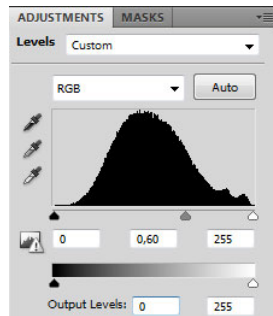 ADJUSTMENTS MASKS
Levels Custom
RGB Auto
0 0,60 255
Output Levels: 0 255